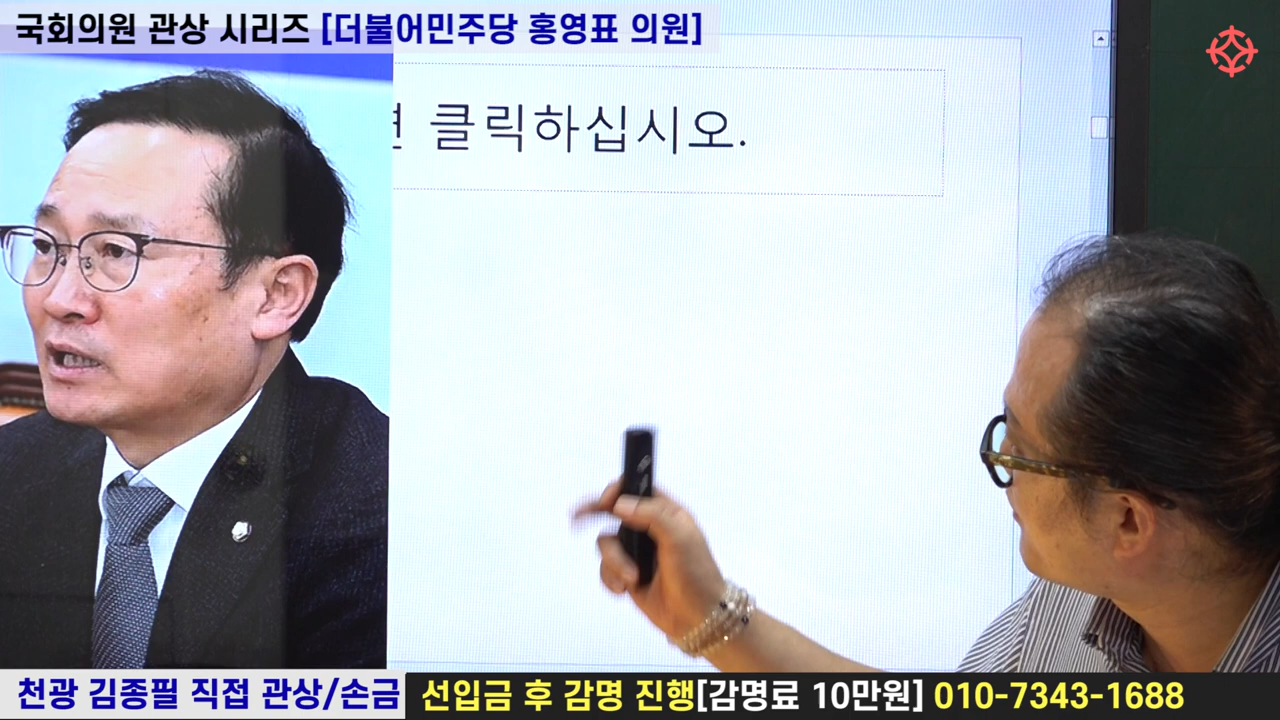 국회의원 관상 시리즈 [더불어민주당 홍영표 의원]
클릭하십시오.
천광 김종필 직접 관상/손금
선입금 후 감명 진행[감명료 10만원] 010-7343-1688